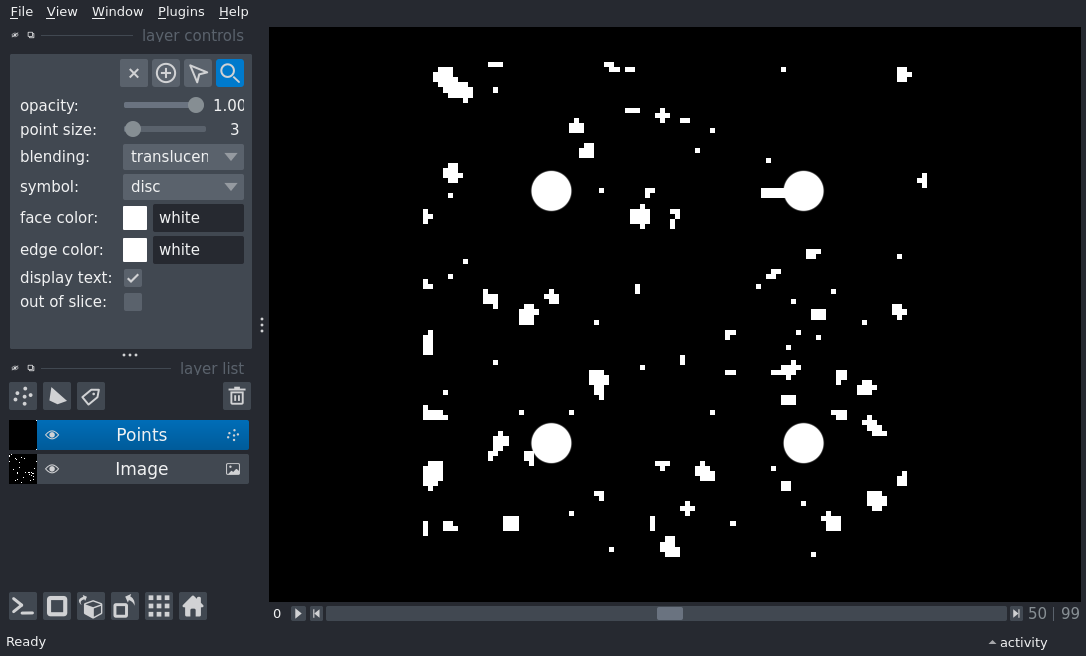 File View Window Plugins Help
layer controls
opacity: 1.00
point size: 3
blending: translucen
symbol: disc
face color: white
edge color: white
display text:
out of slice:
layer list
Points
Image
0 50 99
Ready activity